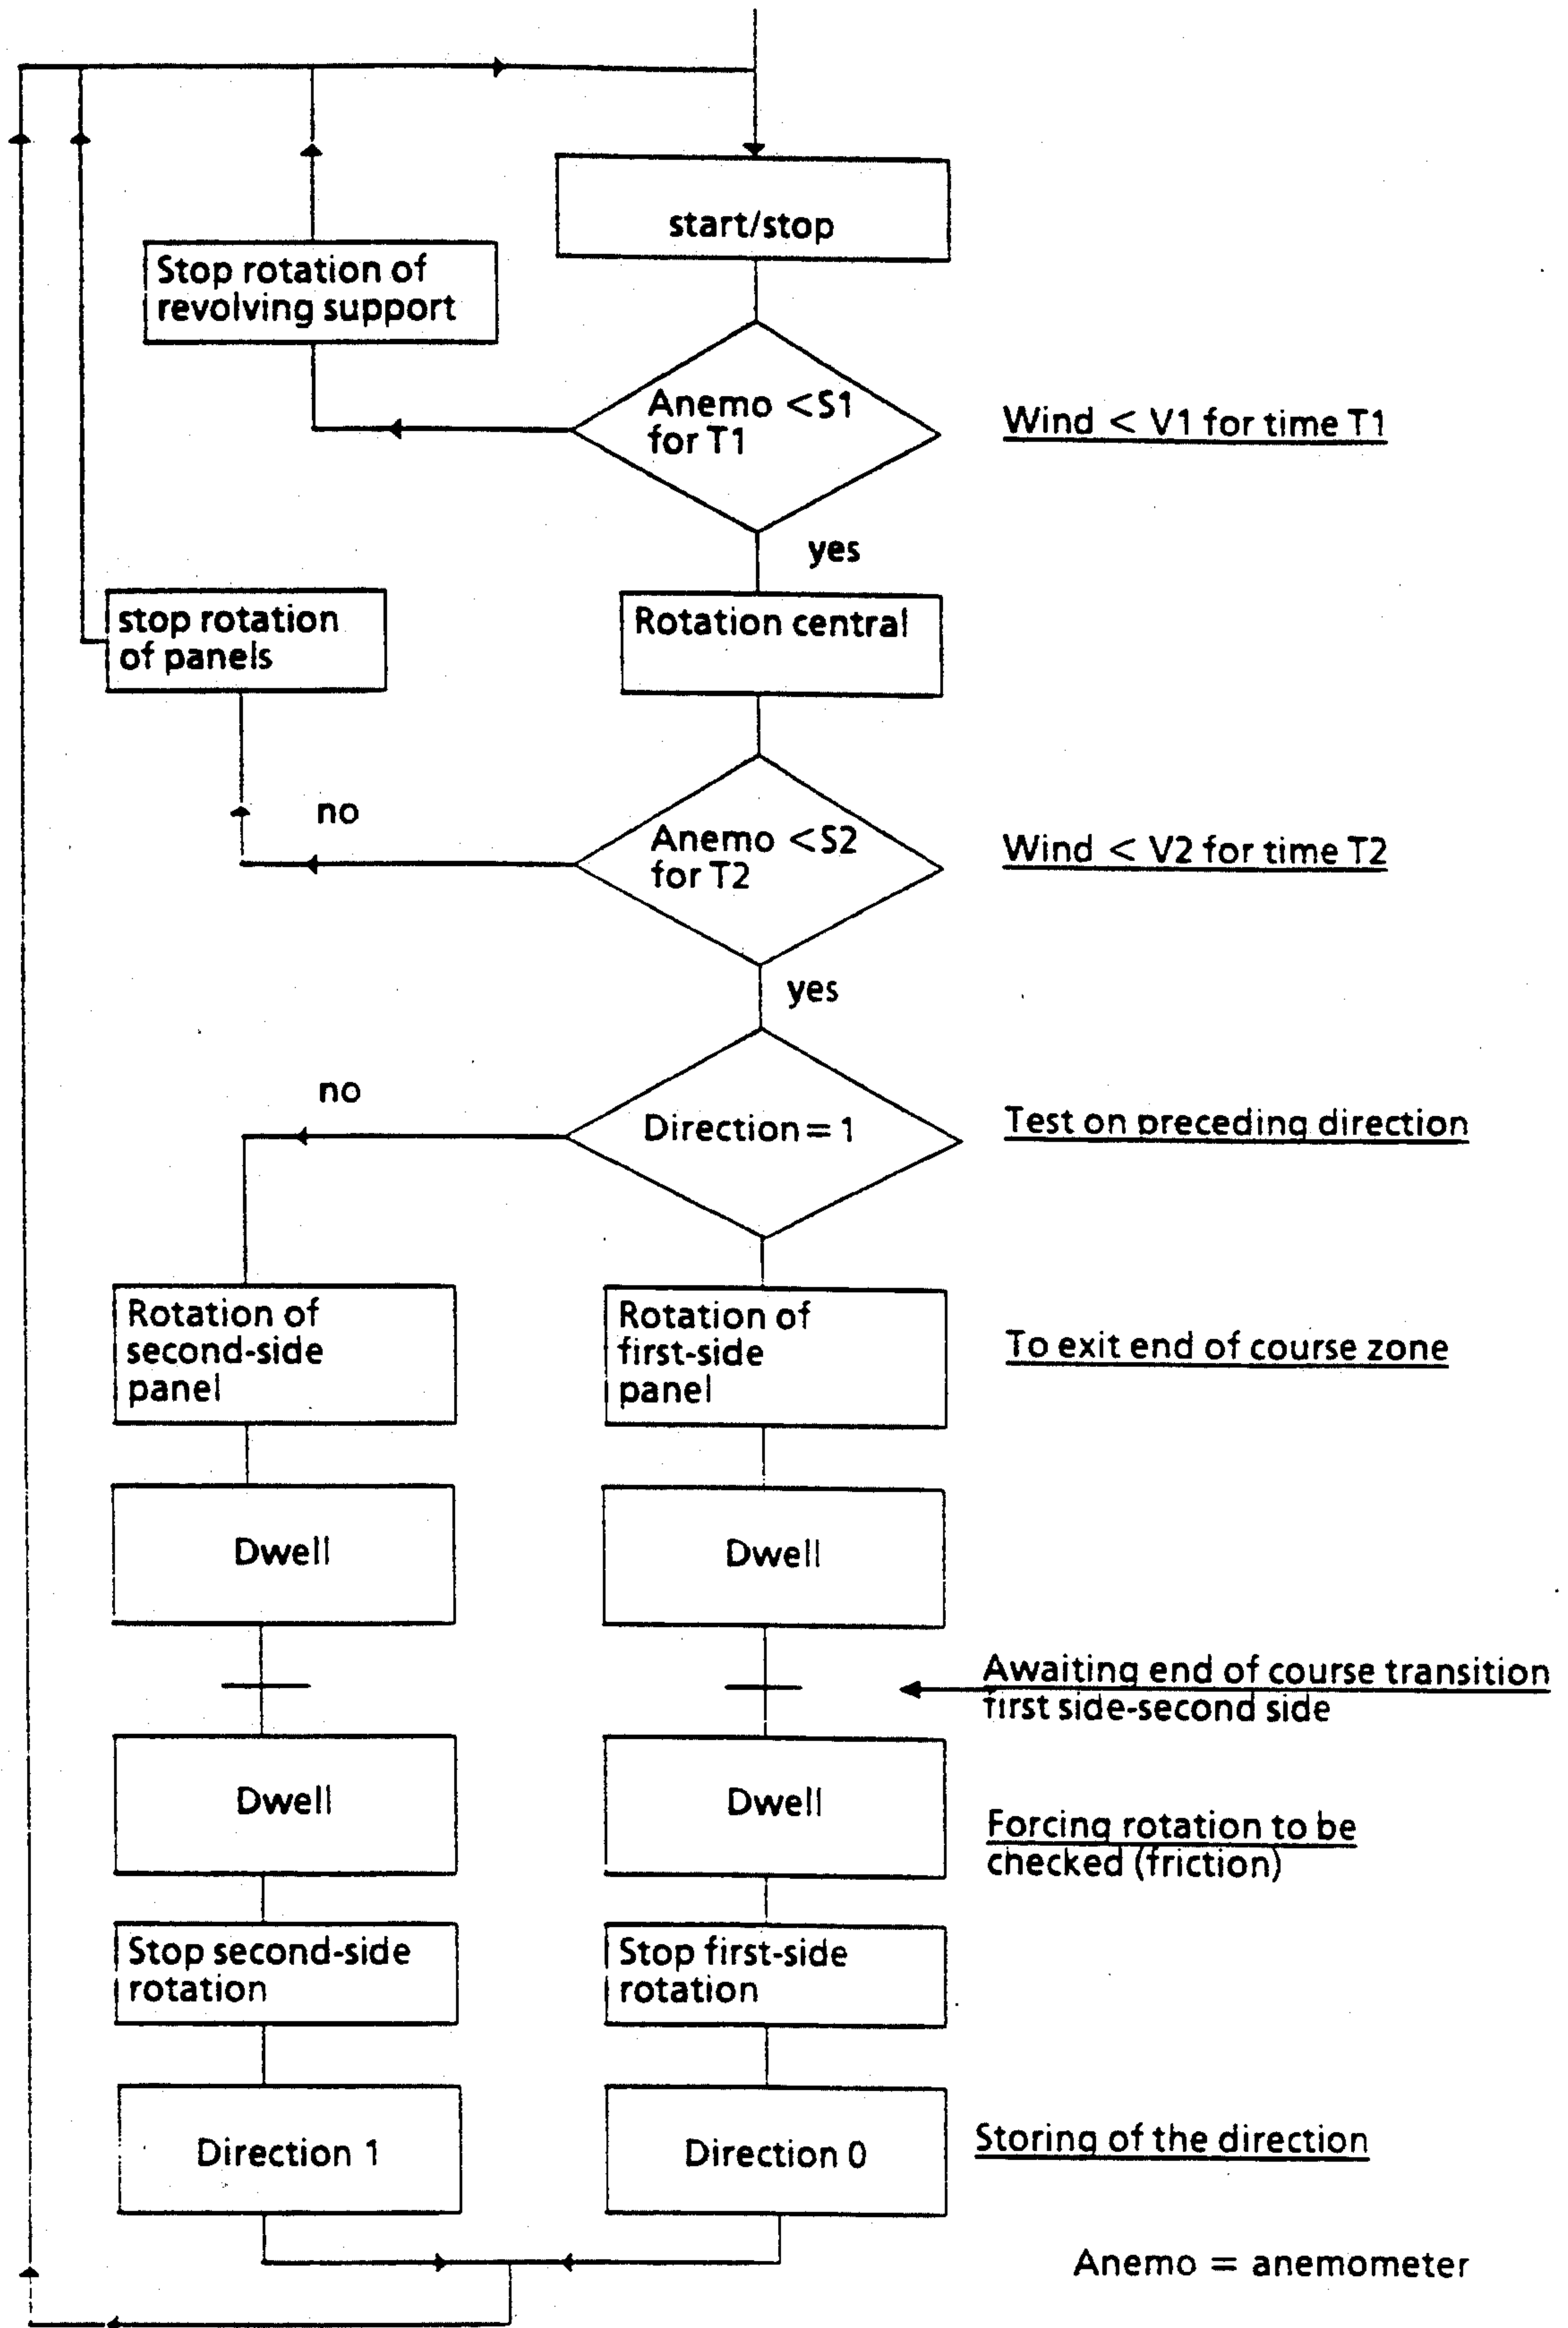 start/stop
Stop rotation of
revolving support
Anemo <S1
for T1
Wind < V1 for time T1
yes
stop rotation
of panels
Rotation central
no
Anemo <S2
for T2
Wind < V2 for time T2
yes
no
Direction = 1
Test on preceding direction
Rotation of
second-side
panel
Rotation of
first-side
panel
To exit end of course zone
Dwell
Dwell
Awaiting end of course transition
first side-second side
Dwell
Dwell
Forcing rotation to be
checked (friction)
Stop second-side
rotation
Stop first-side
rotation
Direction 1
Direction 0
Storing of the direction
Anemo = anemometer